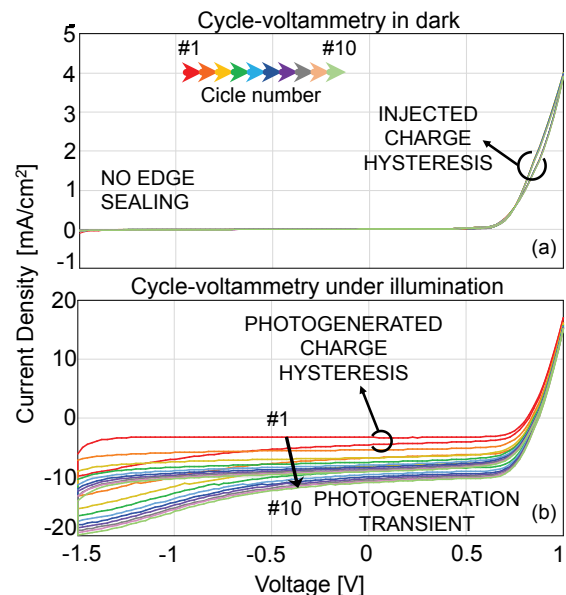 Cycle-voltammetry in dark
5
4
3
2
1
0
-1
#1
#10
Cicle number
INJECTED
CHARGE
HYSTERESIS
NO EDGE
SEALING
(a)
Current Density [mA/cm²]
Cycle-voltammetry under illumination
20
10
0
-10
-20
PHOTOGENERATED
CHARGE
HYSTERESIS
#1
#10
PHOTOGENERATION
TRANSIENT
(b)
-1.5
-1
-0.5
0
0.5
1
Voltage [V]